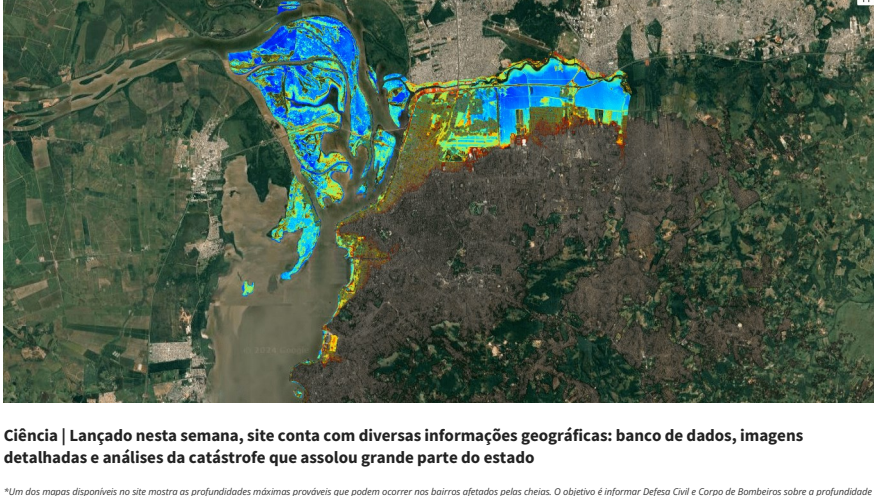 Ciência | Lançado nesta semana, site conta com diversas informações geográficas: banco de dados, imagens
detalhadas e análises da catástrofe que assolou grande parte do estado
*Um dos mapas disponíveis no site mostra as profundidades máximas prováveis que podem ocorrer nos bairros afetados pelas cheias. O objetivo é informar Defesa Civil e Corpo de Bombeiros sobre a profundidade